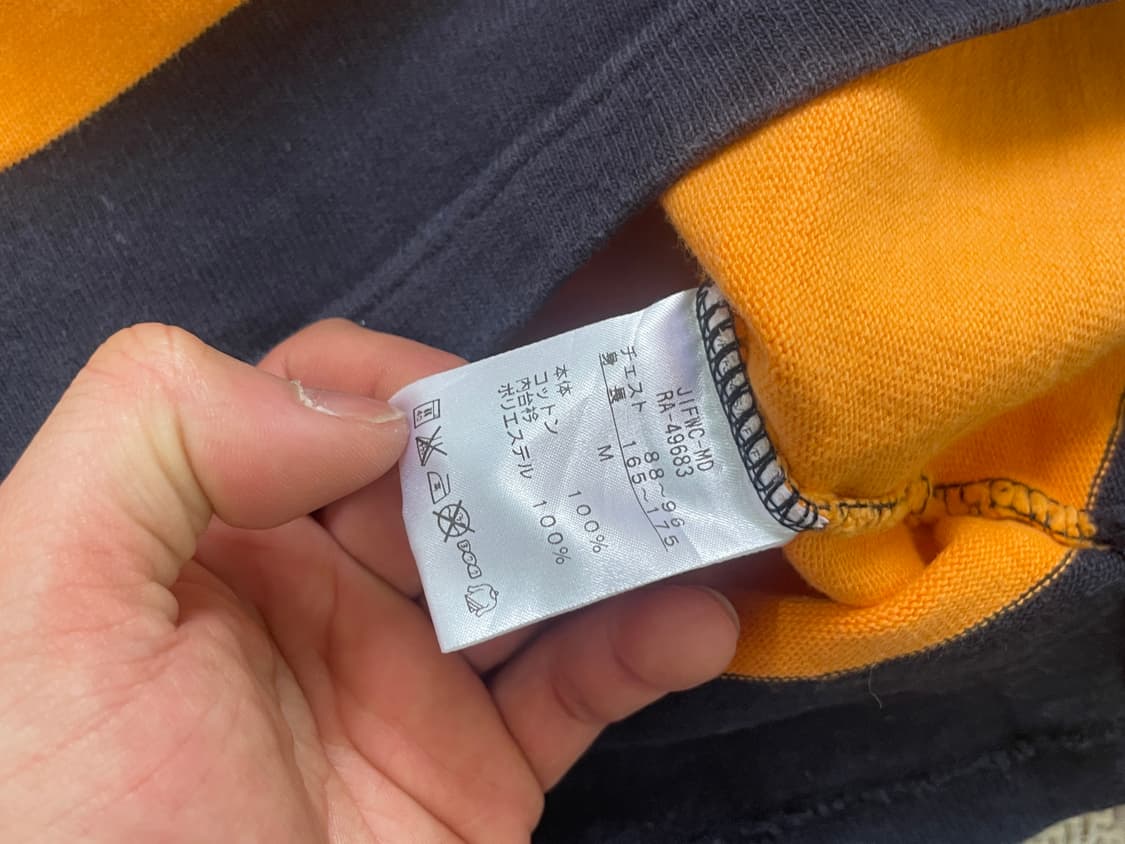 JIFWC-MD
RA-49683
チェスト 88~96
身長 165~175
M
本体
コットン 100%
内台衿
ポリエステル 100%